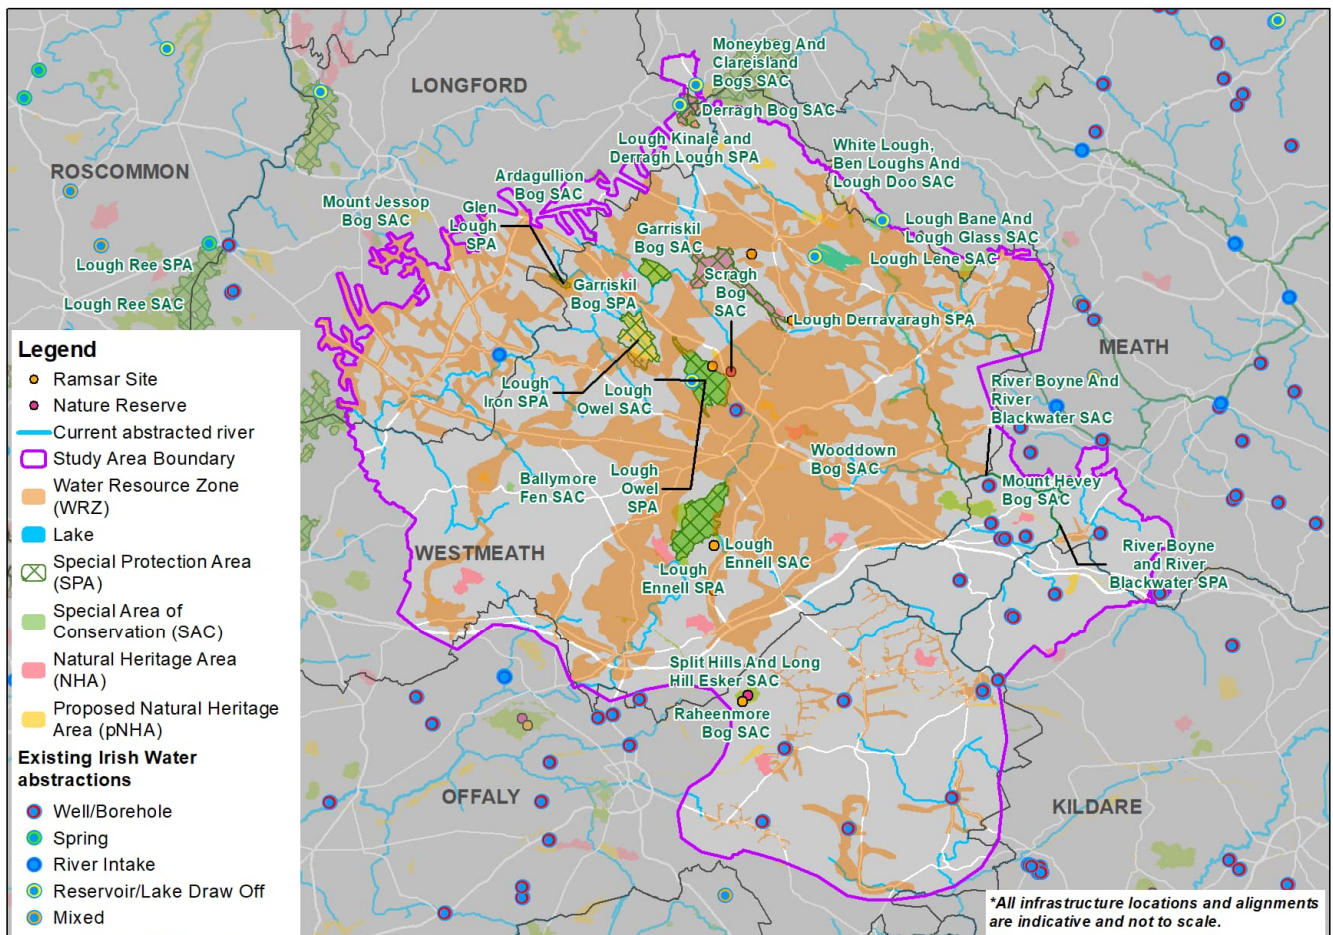 Moneybeg And
Clareisland
Bogs SAC
LONGFORD
Derragh Bog SAC
Lough Kinale and
Derragh Lough SPA
White Lough,
Ben Loughs And
Lough Doo SAC
ROSCOMMON
Ardagullion
Bog SAC
Mount Jessop
Bog SAC
Glen
Lough
SPA
Garriskil
Bog SAC
Lough Bane And
Lough Glass SAC
Lough Ree SPA
Lough Lene SAC
Scragh
Bog
SAC
Lough Ree SAC
Garriskil
Bog SPA
Lough Derravaragh SPA
MEATH
Lough
Iron SPA
Lough
Owel SAC
River Boyne And
River
Blackwater SAC
Wooddown
Bog SAC
Ballymore
Fen SAC
Lough
Owel
SPA
Mount Hevey
Bog SAC
WESTMEATH
Lough
Ennell SAC
River Boyne
and River
Blackwater SPA
Lough
Ennell SPA
Split Hills And Long
Hill Esker SAC
Raheenmore
Bog SAC
OFFALY
KILDARE
Legend
Ramsar Site
Nature Reserve
Current abstracted river
Study Area Boundary
Water Resource Zone
(WRZ)
Lake
Special Protection Area
(SPA)
Special Area of
Conservation (SAC)
Natural Heritage Area
(NHA)
Proposed Natural Heritage
Area (pNHA)
Existing Irish Water
abstractions
Well/Borehole
Spring
River Intake
Reservoir/Lake Draw Off
Mixed
*All infrastructure locations and alignments
are indicative and not to scale.